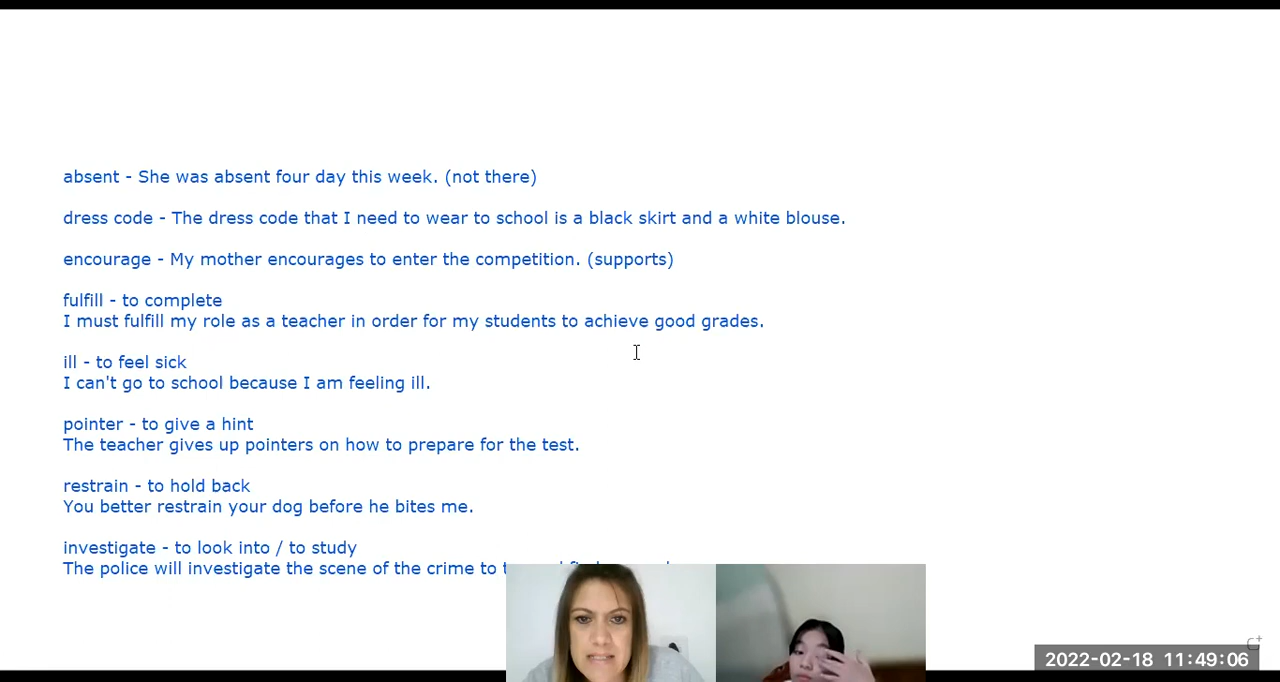 absent - She was absent four day this week. (not there)
dress code - The dress code that I need to wear to school is a black skirt and a white blouse.
encourage - My mother encourages to enter the competition. (supports)
fulfill - to complete
I must fulfill my role as a teacher in order for my students to achieve good grades.
ill - to feel sick
I can't go to school because I am feeling ill.
pointer - to give a hint
The teacher gives up pointers on how to prepare for the test.
restrain - to hold back
You better restrain your dog before he bites me.
investigate - to look into / to study
The police will investigate the scene of the crime to
2022-02-18 11:49:06